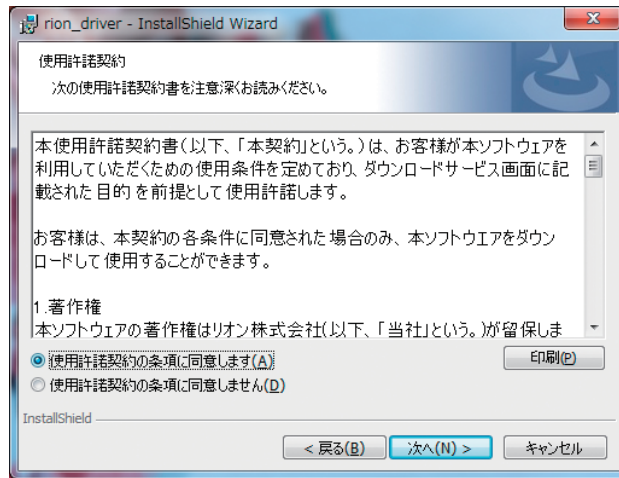 rion_driver - InstallShield Wizard
使用許諾契約
次の使用許諾契約書を注意深くお読みください。
本使用許諾契約書(以下、「本契約」という。)は、お客様が本ソフトウェアを
利用していただくための使用条件を定めており、ダウンロードサービス画面に記
載された目的を前提として使用許諾します。
お客様は、本契約の各条件に同意された場合のみ、本ソフトウエアをダウン
ロードして使用することができます。
1.著作権
本ソフトウェアの著作権はリオン株式会社(以下、「当社」という。)が留保しま
使用許諾契約の条項に同意します(A)
印刷(P)
使用許諾契約の条項に同意しません(D)
InstallShield
< 戻る(B)
次へ(N) >
キャンセル